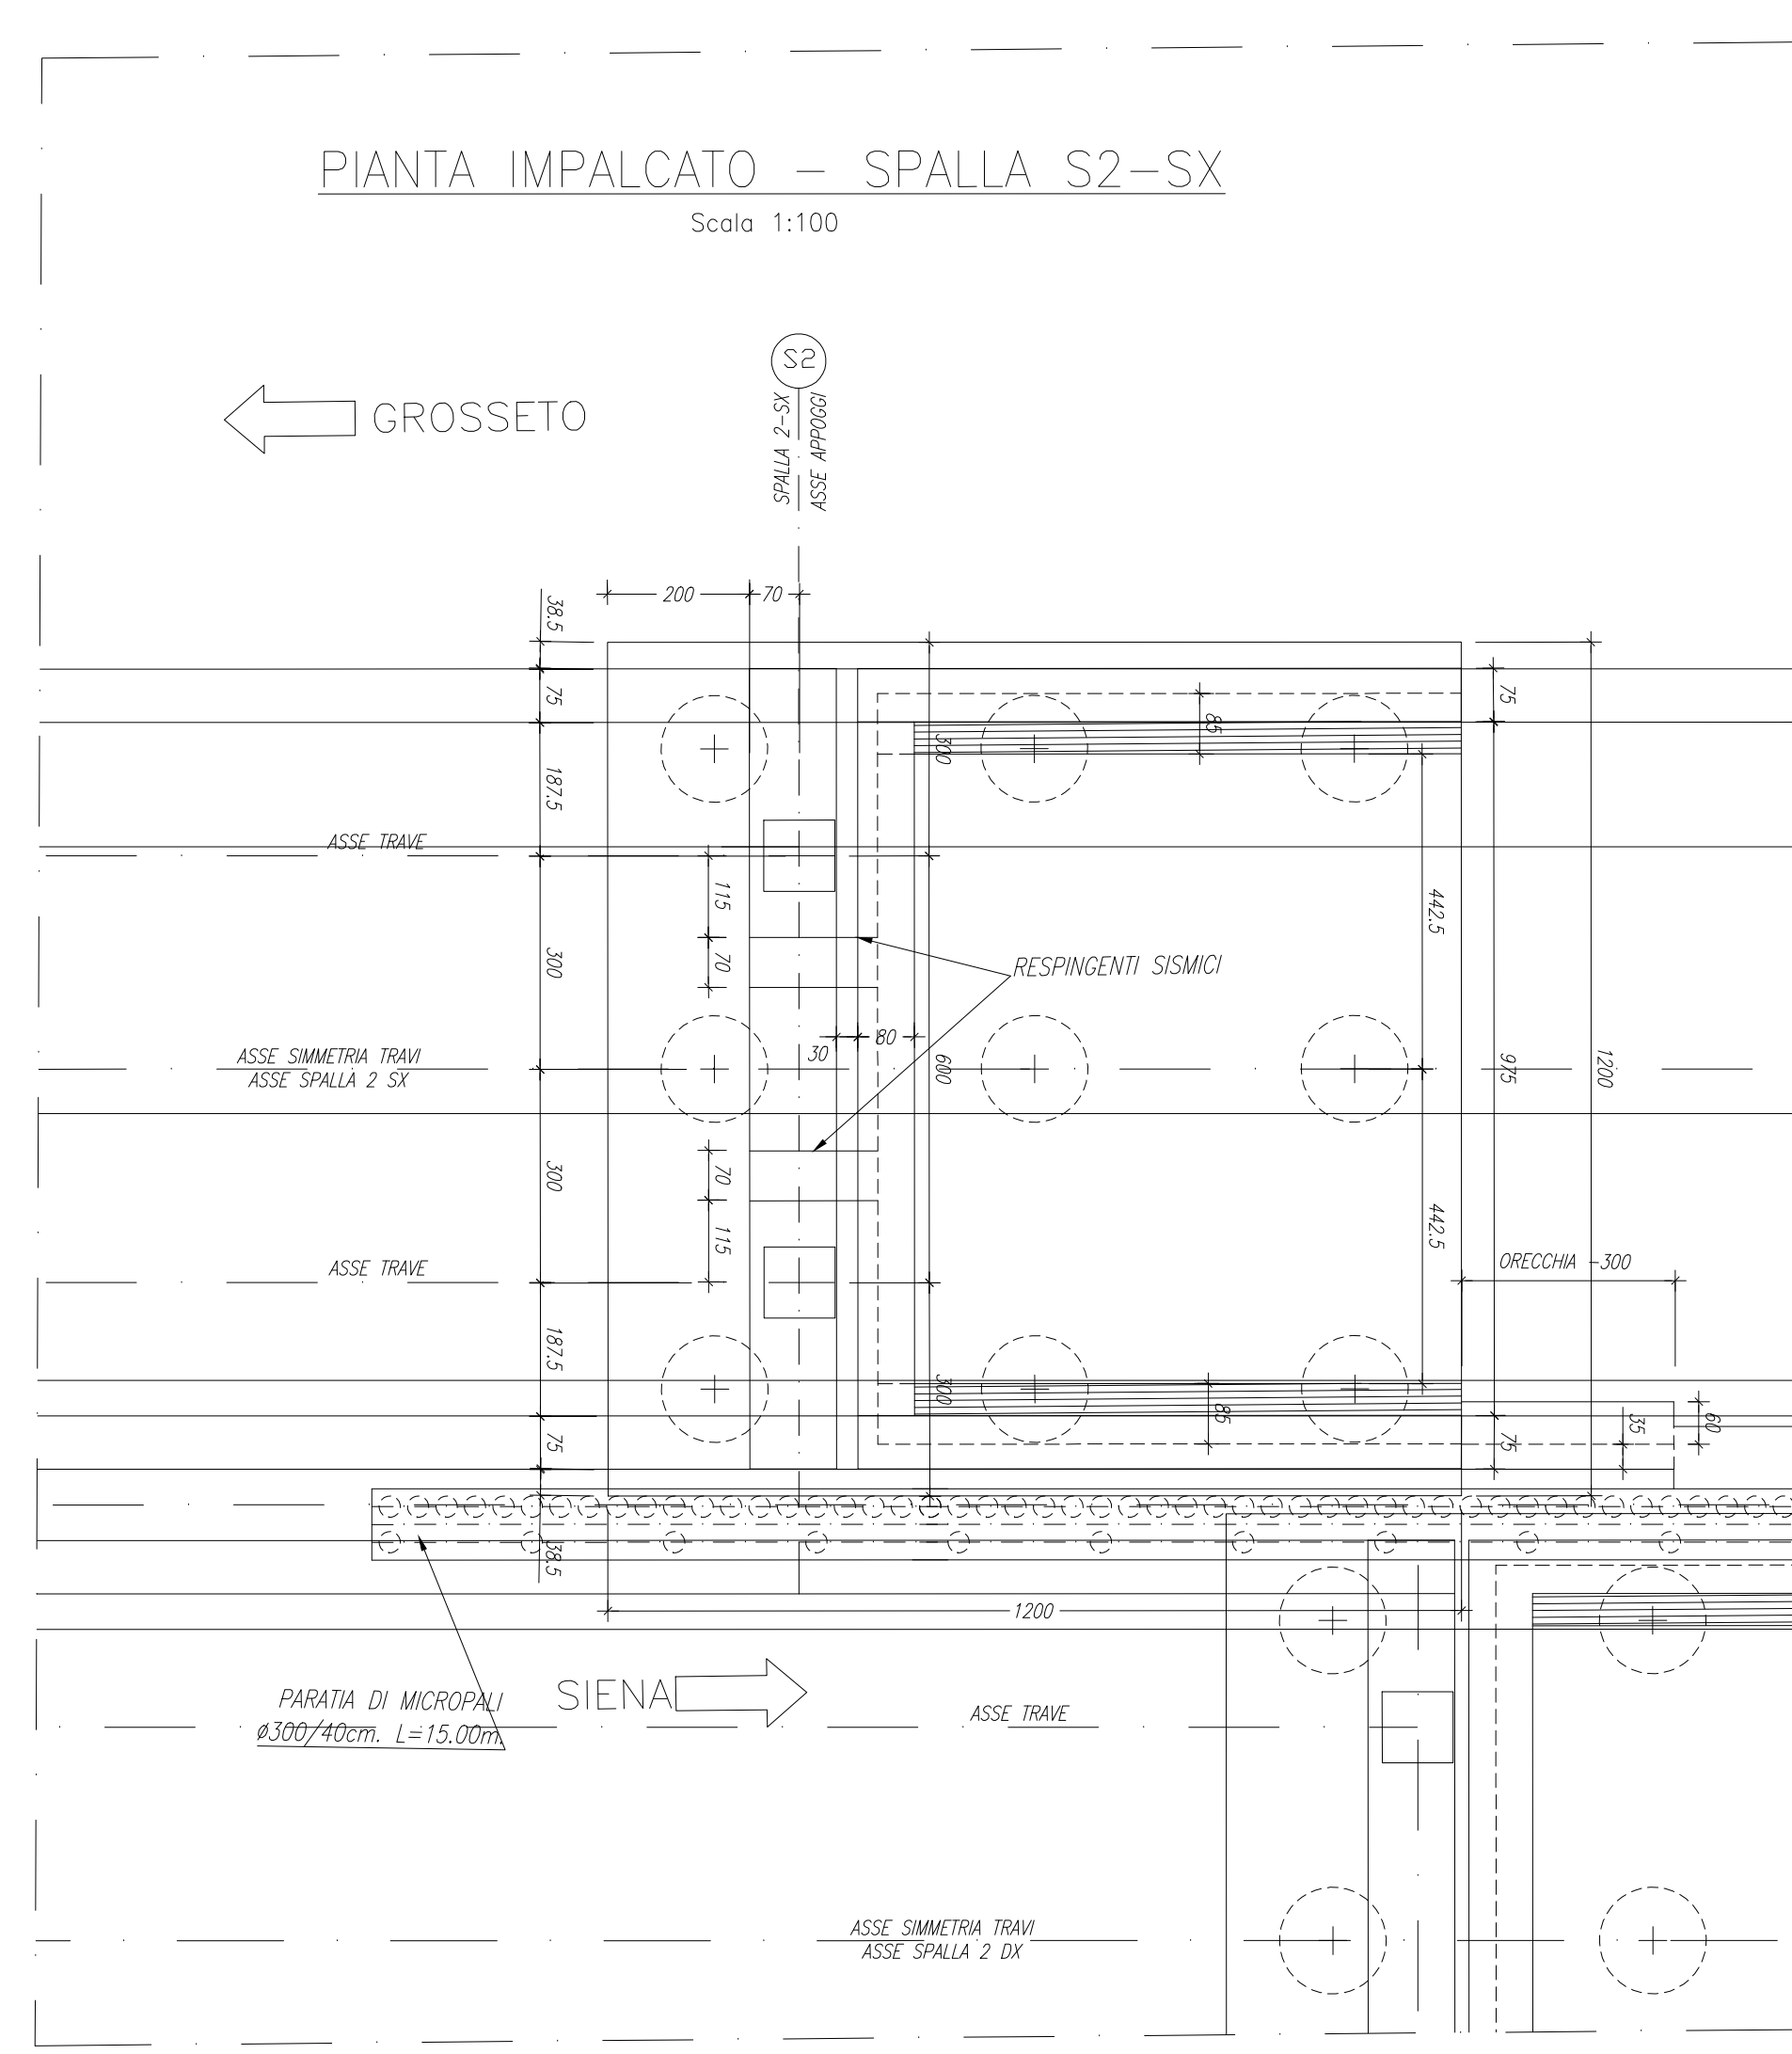 PIANTA IMPALCATO – SPALLA S2–SX
Scala 1:100
S2
GROSSETO
SPALLA 2-SX
ASSE APPOGGI
200
70
38.5
75
187.5
300
300
187.5
75
38.5
ASSE TRAVE
ASSE SIMMETRIA TRAVI
ASSE SPALLA 2 SX
ASSE TRAVE
115
70
70
115
30
80
300
600
300
85
85
RESPINGENTI SISMICI
442.5
442.5
75
975
75
1200
ORECCHIA -300
35
60
1200
PARATIA DI MICROPALI
ø300/40cm. L=15.00m.
SIENA
ASSE TRAVE
ASSE SIMMETRIA TRAVI
ASSE SPALLA 2 DX